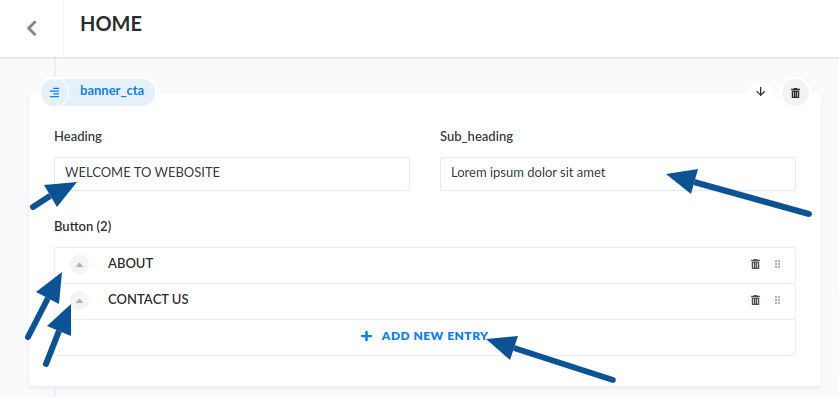 HOME
banner_cta
Heading
Sub_heading
WELCOME TO WEBOSITE
Lorem ipsum dolor sit amet
Button (2)
ABOUT
CONTACT US
ADD NEW ENTRY